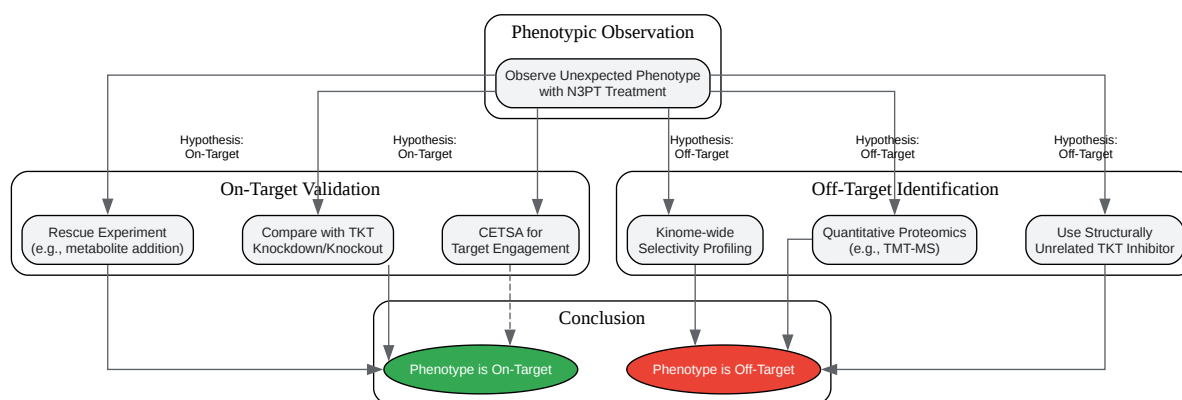 Phenotypic Observation
Observe Unexpected Phenotype
with N3PT Treatment
Hypothesis:
On-Target
Hypothesis:
On-Target
Hypothesis:
Off-Target
Hypothesis:
Off-Target
Hypothesis:
Off-Target
On-Target Validation
Off-Target Identification
Rescue Experiment
(e.g., metabolite addition)
Compare with TKT
Knockdown/Knockout
CETSA for
Target Engagement
Kinome-wide
Selectivity Profiling
Quantitative Proteomics
(e.g., TMT-MS)
Use Structurally
Unrelated TKT Inhibitor
Conclusion
Phenotype is On-Target
Phenotype is Off-Target